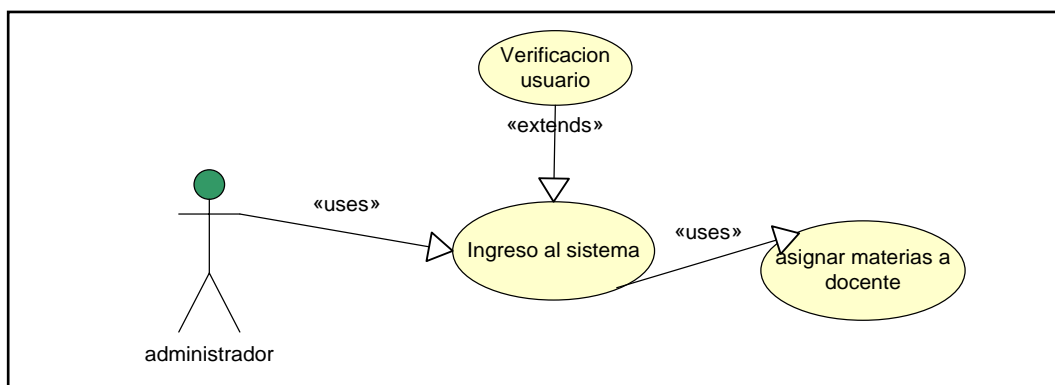 Verificacion
usuario
«extends»
«uses»
Ingreso al sistema
«uses»
asignar materias a
docente
administrador